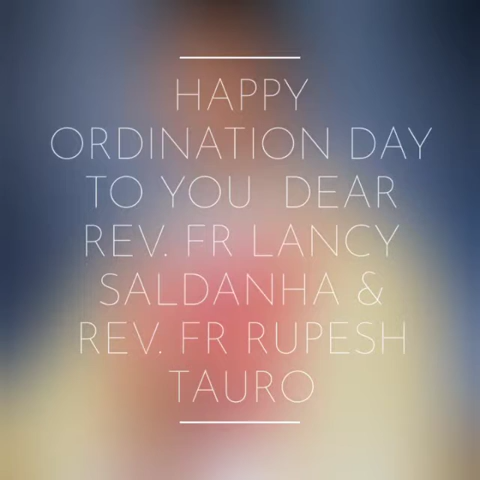 HAPPY
ORDINATION DAY
TO YOU DEAR
REV. FR LANCY
SALDANHA &
REV. FR RUPESH
TAURO